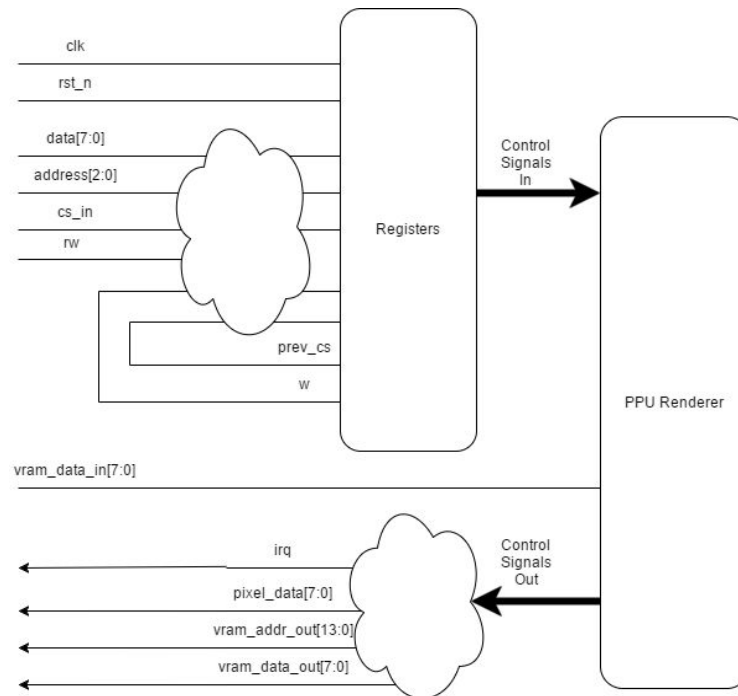 clk
rst_n
data[7:0]
address[2:0]
cs_in
rw
prev_cs
w
Registers
Control
Signals
In
PPU Renderer
vram_data_in[7:0]
irq
pixel_data[7:0]
vram_addr_out[13:0]
vram_data_out[7:0]
Control
Signals
Out